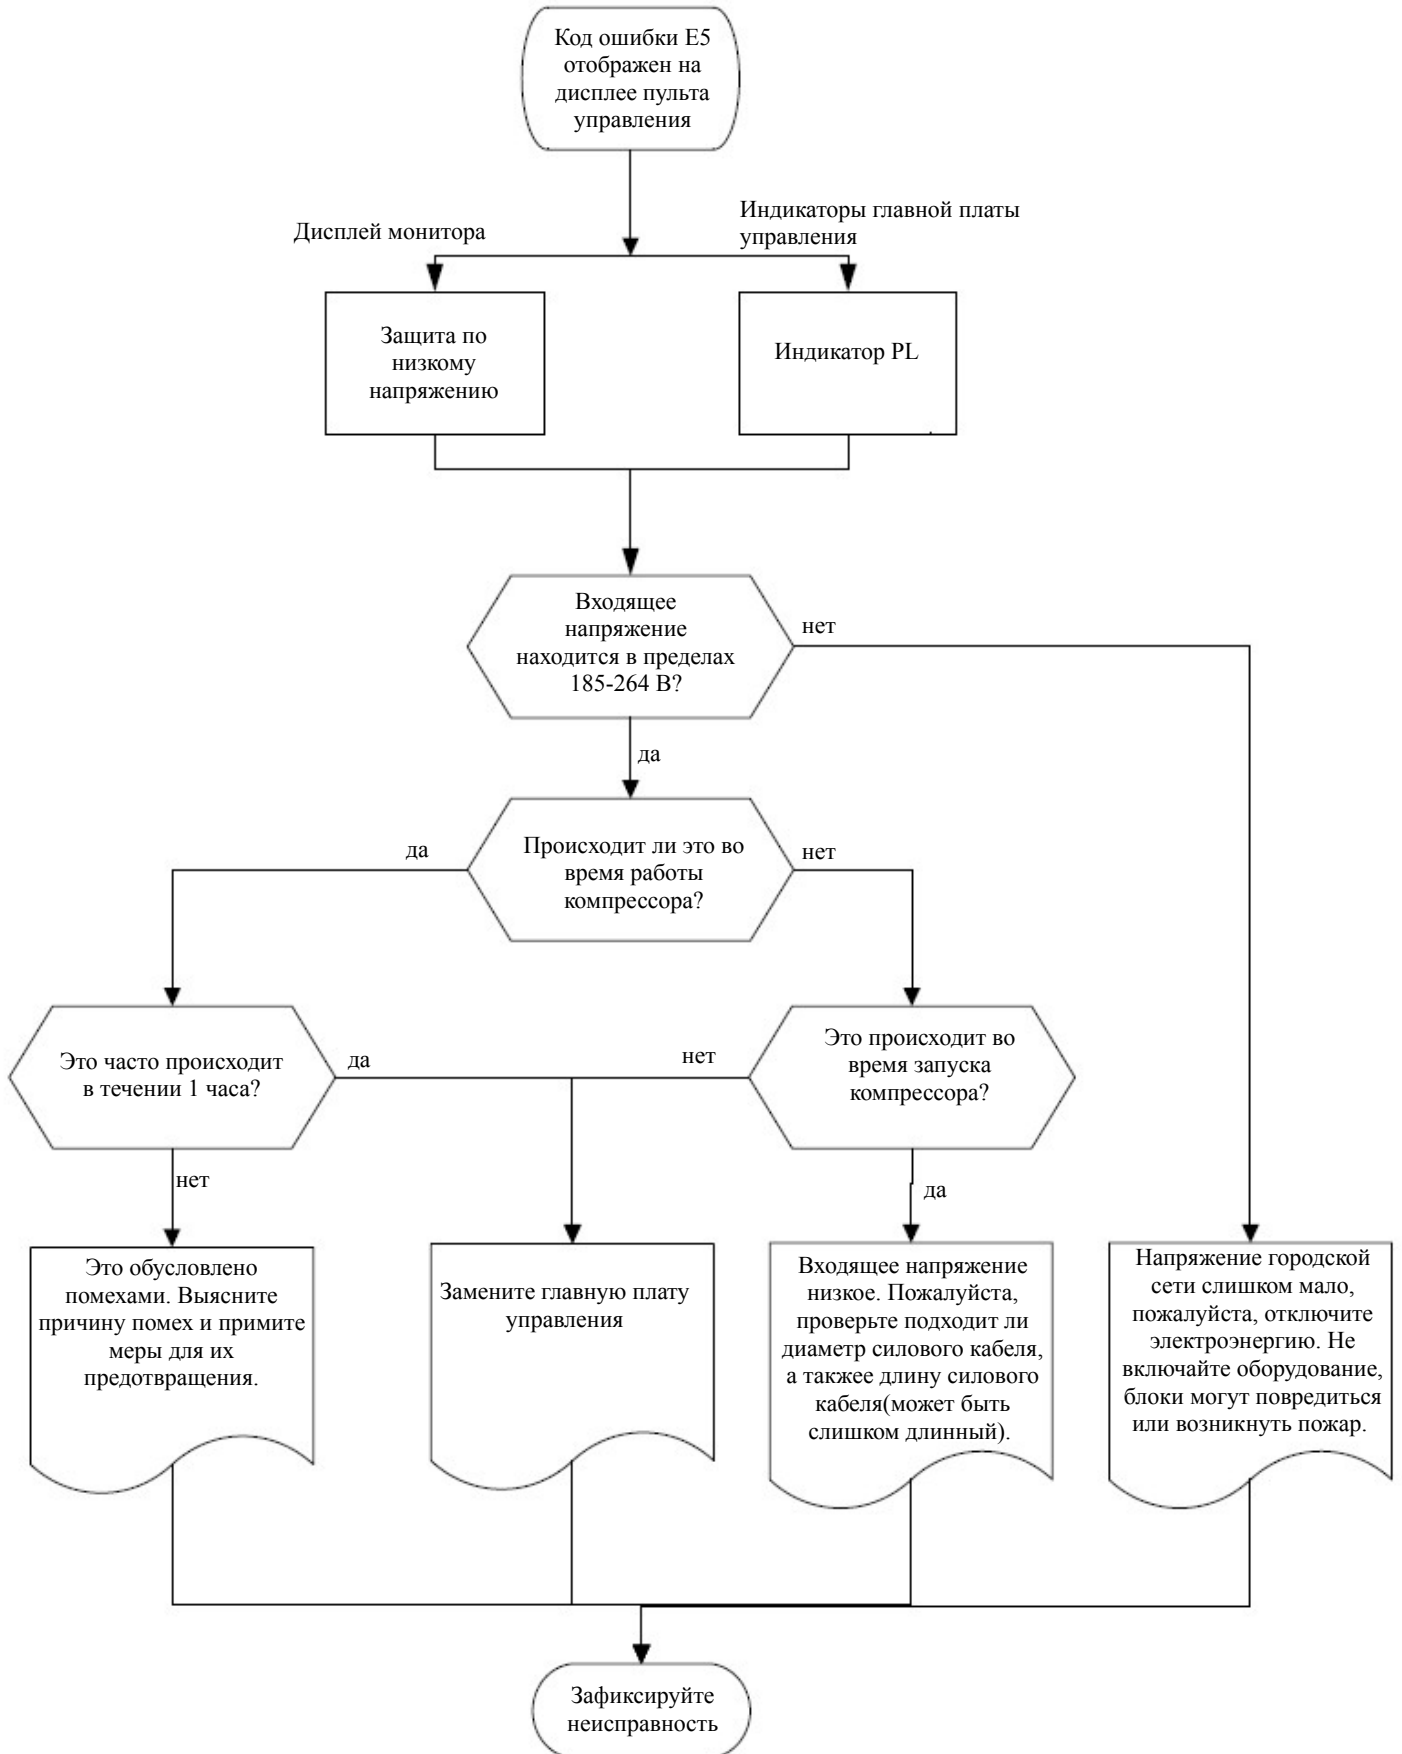 Код ошибки E5
отображен на
дисплее пульта
управления
Дисплей монитора
Индикаторы главной платы
управления
Защита по
низкому
напряжению
Индикатор PL
Входящее
напряжение
находится в пределах
185-264 В?
нет
да
Происходит ли это во
время работы
компрессора?
да
нет
Это часто происходит
в течении 1 часа?
да
нет
Это происходит во
время запуска
компрессора?
нет
да
Это обусловлено
помехами. Выясните
причину помех и примите
меры для их
предотвращения.
Замените главную плату
управления
Входящее напряжение
низкое. Пожалуйста,
проверьте подходит ли
диаметр силового кабеля,
а такжее длину силового
кабеля(может быть
слишком длинный).
Напряжение городской
сети слишком мало,
пожалуйста, отключите
электроэнергию. Не
включайте оборудование,
блоки могут повредиться
или возникнуть пожар.
Зафиксируйте
неисправность